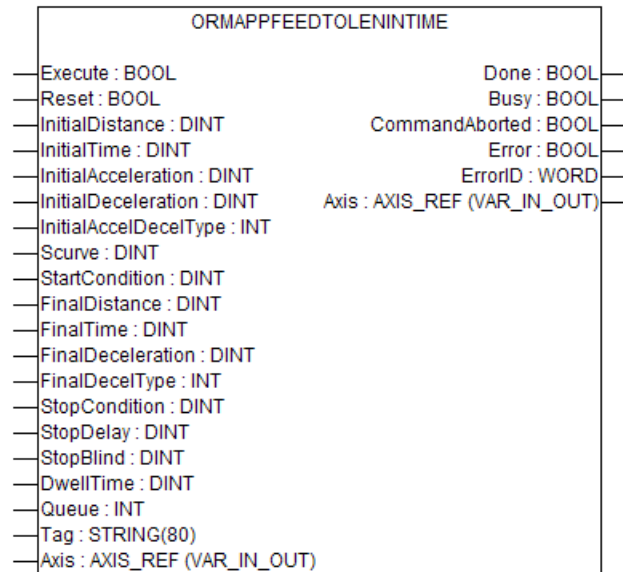 ORMAPPFEEDTOLENINTIME
Execute : BOOL Done : BOOL
Reset : BOOL Busy : BOOL
InitialDistance : DINT CommandAborted : BOOL
InitialTime : DINT Error : BOOL
InitialAcceleration : DINT ErrorID : WORD
InitialDeceleration : DINT Axis : AXIS_REF (VAR_IN_OUT)
InitialAccelDecelType : INT
Scurve : DINT
StartCondition : DINT
FinalDistance : DINT
FinalTime : DINT
FinalDeceleration : DINT
FinalDecelType : INT
StopCondition : DINT
StopDelay : DINT
StopBlind : DINT
DwellTime : DINT
Queue : INT
Tag : STRING(80)
Axis : AXIS_REF (VAR_IN_OUT)